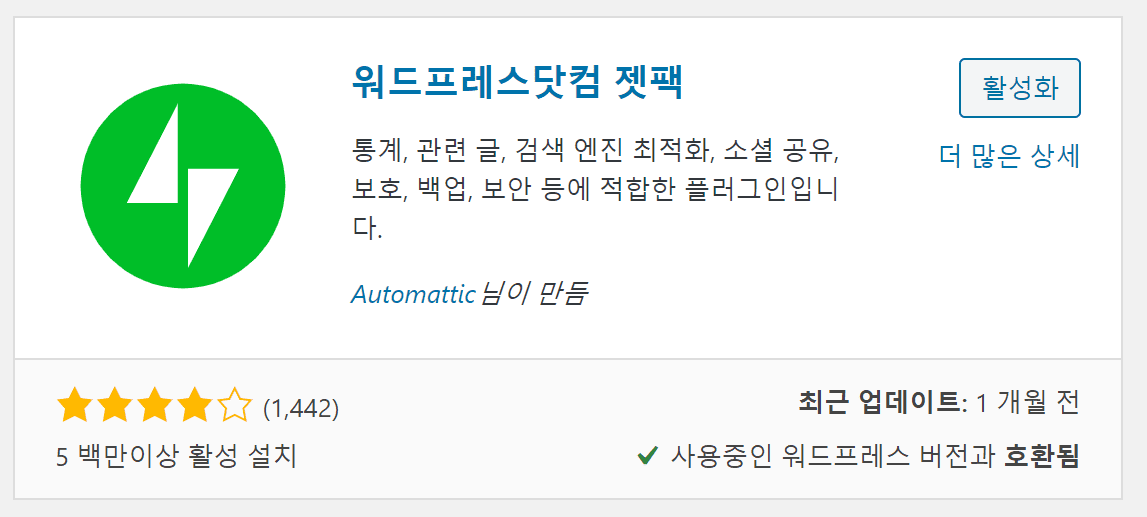 워드프레스닷컴 젯팩
활성화
더 많은 상세
통계, 관련 글, 검색 엔진 최적화, 소셜 공유,
보호, 백업, 보안 등에 적합한 플러그인입니
다.
Automattic 님이 만듬
(1,442)
5 백만이상 활성 설치
최근 업데이트: 1 개월 전
사용중인 워드프레스 버전과 호환됨